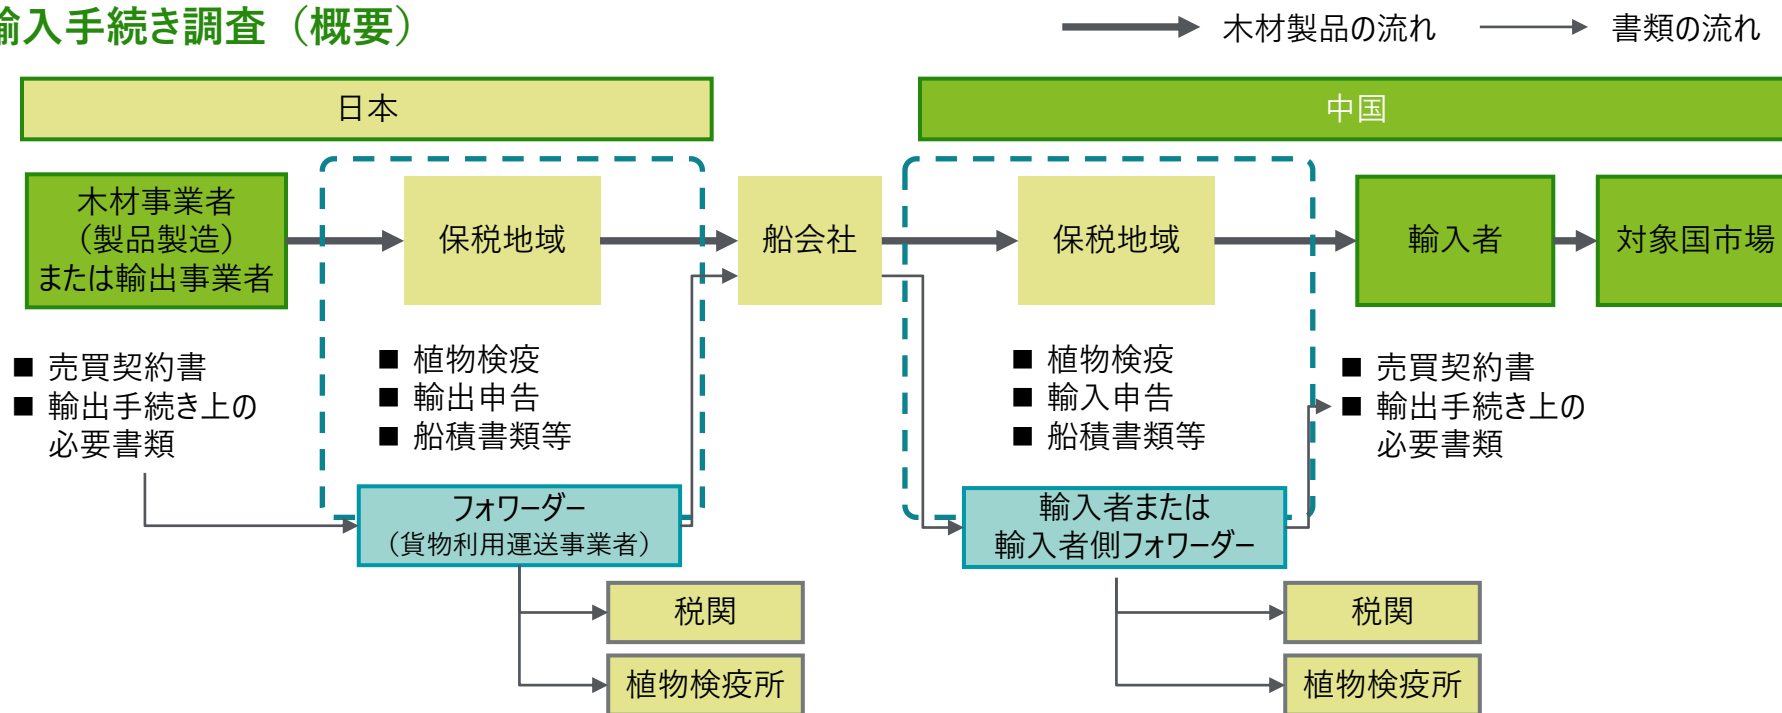 輸入手続き調査（概要）
木材製品の流れ
書類の流れ
日本
中国
木材事業者
（製品製造）
または輸出事業者
保税地域
船会社
保税地域
輸入者
対象国市場
■ 売買契約書
■ 輸出手続き上の
必要書類
■ 植物検疫
■ 輸出申告
■ 船積書類等
■ 植物検疫
■ 輸入申告
■ 船積書類等
■ 売買契約書
■ 輸出手続き上の
必要書類
フォワーダー
（貨物利用運送事業者）
輸入者または
輸入者側フォワーダー
税関
植物検疫所
税関
植物検疫所